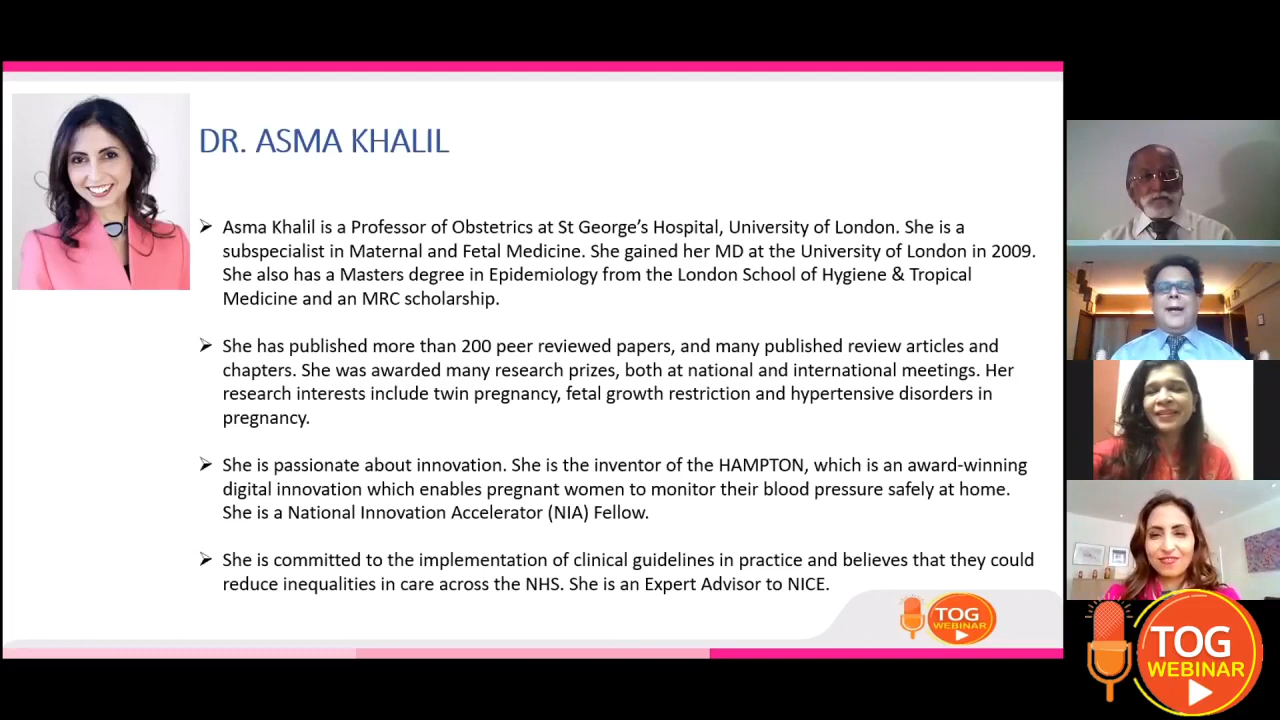 DR. ASMA KHALIL
➢ Asma Khalil is a Professor of Obstetrics at St George’s Hospital, University of London. She is a
subspecialist in Maternal and Fetal Medicine. She gained her MD at the University of London in 2009.
She also has a Masters degree in Epidemiology from the London School of Hygiene & Tropical
Medicine and an MRC scholarship.
➢ She has published more than 200 peer reviewed papers, and many published review articles and
chapters. She was awarded many research prizes, both at national and international meetings. Her
research interests include twin pregnancy, fetal growth restriction and hypertensive disorders in
pregnancy.
➢ She is passionate about innovation. She is the inventor of the HAMPTON, which is an award-winning
digital innovation which enables pregnant women to monitor their blood pressure safely at home.
She is a National Innovation Accelerator (NIA) Fellow.
➢ She is committed to the implementation of clinical guidelines in practice and believes that they could
reduce inequalities in care across the NHS. She is an Expert Advisor to NICE.
TOG
WEBINAR
TOG
WEBINAR